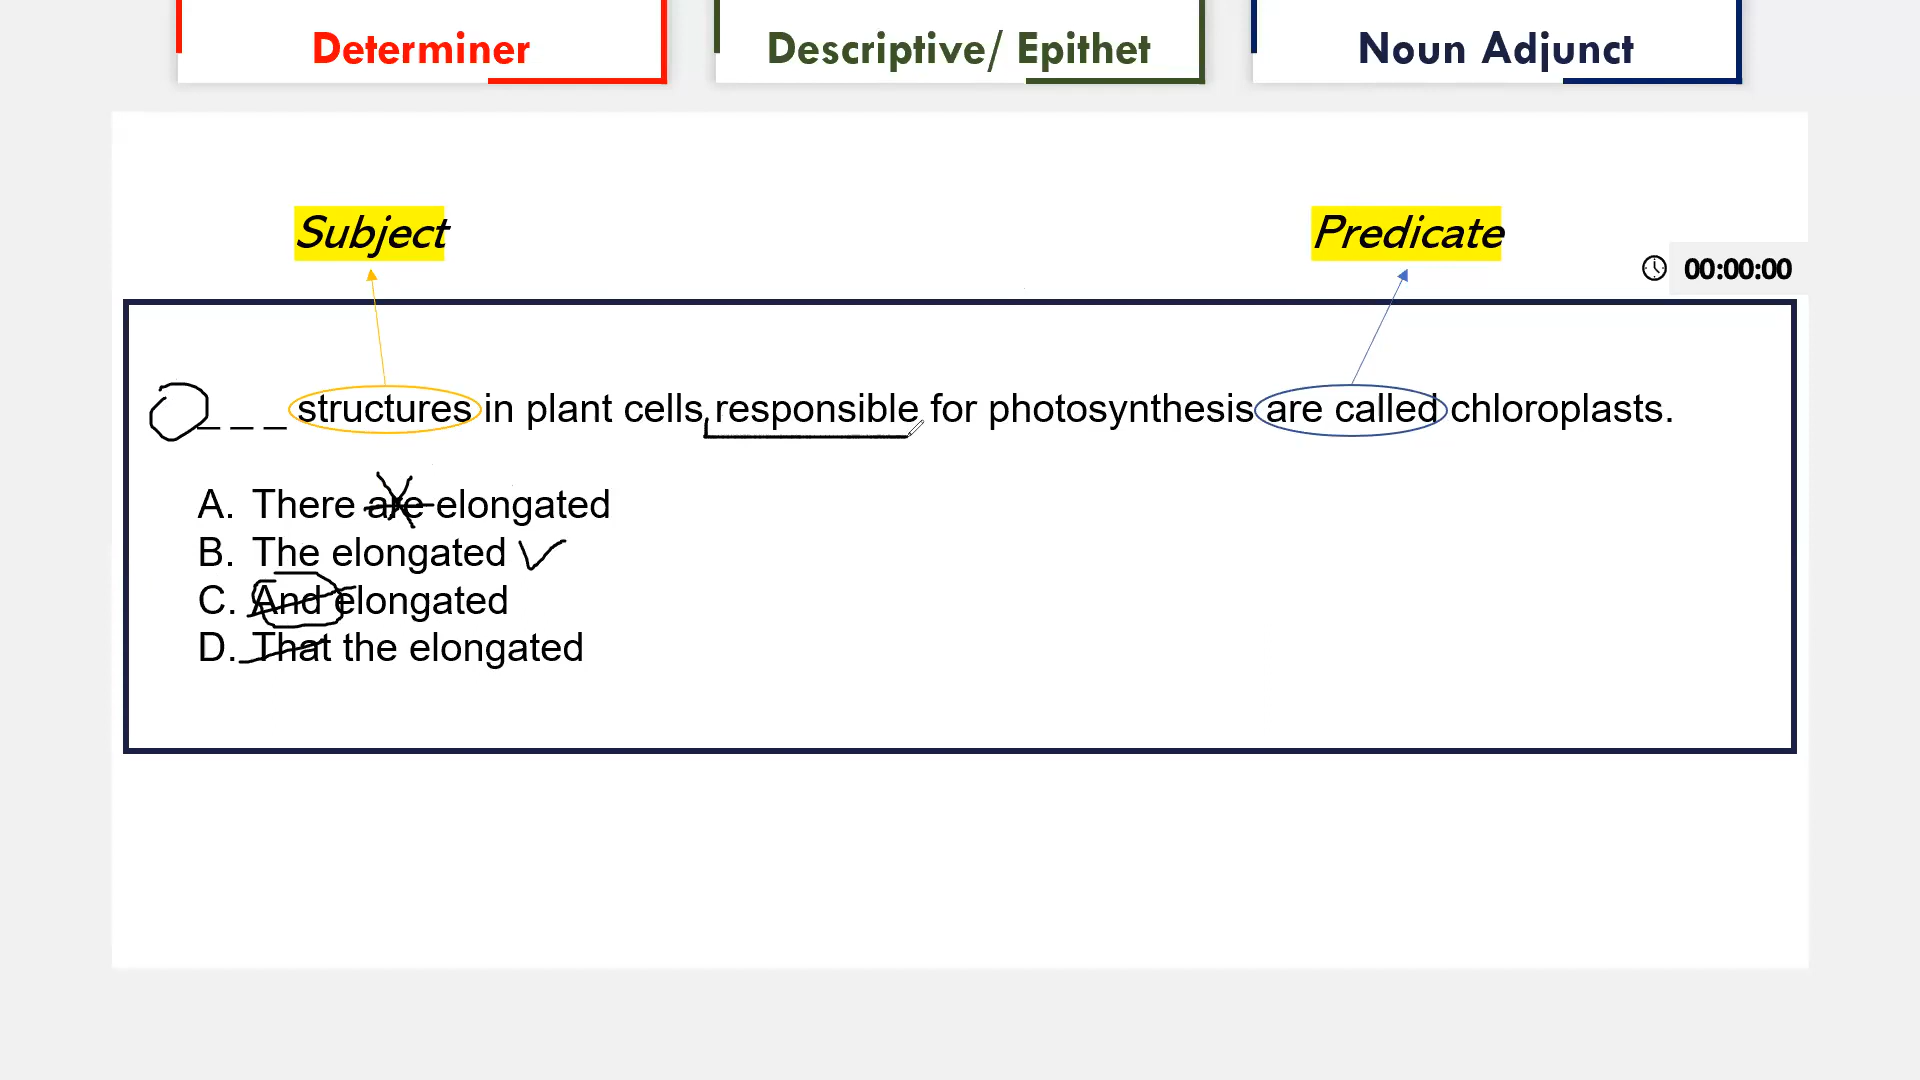 Determiner
Descriptive/ Epithet
Noun Adjunct
Subject
Predicate
00:00:00
_ _ _ structures in plant cells responsible for photosynthesis are called chloroplasts.
A. There are elongated
B. The elongated
C. And elongated
D. That the elongated